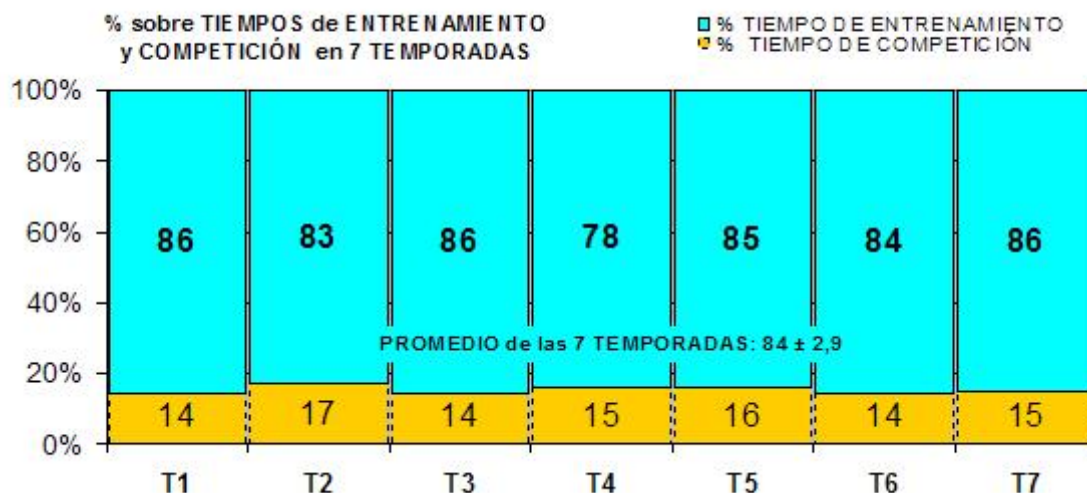 % sobre TIEMPOS de ENTRENAMIENTO
y COMPETICIÓN en 7 TEMPORADAS
% TIEMPO DE ENTRENAMIENTO
% TIEMPO DE COMPETICIÓN
100%
80%
60%
40%
20%
0%
86 83 86 78 85 84 86
PROMEDIO de las 7 TEMPORADAS: 84 ± 2,9
14 17 14 15 16 14 15
T1 T2 T3 T4 T5 T6 T7